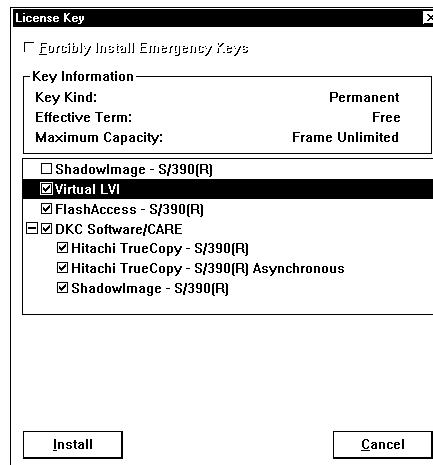 License Key
Forcibly Install Emergency Keys
Key Information
Key Kind: Permanent
Effective Term: Free
Maximum Capacity: Frame Unlimited
ShadowImage - S/390(R)
Virtual LVI
FlashAccess - S/390(R)
DKC Software/CARE
Hitachi TrueCopy - S/390(R)
Hitachi TrueCopy - S/390(R) Asynchronous
ShadowImage - S/390(R)
Install Cancel